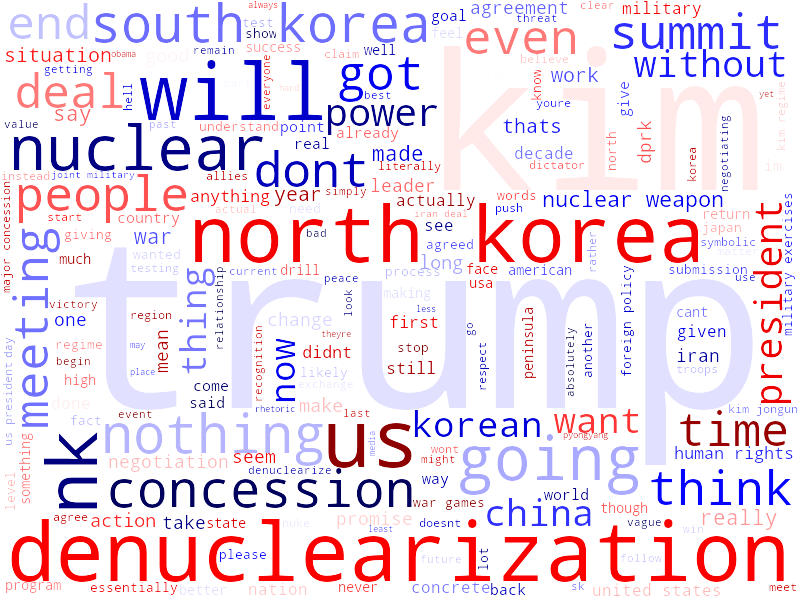 always
end south korea
obama
remain
test
show
goal
feel
agreement
threat
clear
military
situation
success
claim
well
even
summit
getting
hell
everyone
hard
believe
without
deal
will
got
best
youre
work
give
know
yet
kim
say
value
past
power
understand
point
already
thats
decade
north
dprk
korea
negotiating
kim regime
nuclear
real
made
literally
dictator
dont
instead
joint military
allies
simply
leader
im
people
anything
year
actually
words
nuclear weapon
major concession
start
country
actual
need
iran deal
push
return
giving
war
wanted
north korea
bad
see
agreed
rather
japan
symbolic
matter
much
testing
current
drill
peace
process
long
face
american
submission
president
military exercises
meeting
thing
relationship
trump
look
making
usa
foreign policy
use
victory
region
one
change
less
first
go
cant
given
regime
may
mean
recognition
now
didnt
theyre
stop
respect
peninsula
absolutely
another
iran
begin
place
likely
still
troops
high
come
exchange
us president
day
done
said
rhetoric
make
last
kim jongun
fact
event
nothing
us
korean
want
pyongyang
time
nk
media
wont
going
something
negotiation
seem
might
human rights
level
denuclearize
way
world
think
concession
war games
china
though
agree
action
take
state
nuke
promise
doesnt
vague
really
win
least
denuclearization
please
future
lot
follow
program
essentially
better
nation
never
concrete
back
sk
united states
meet